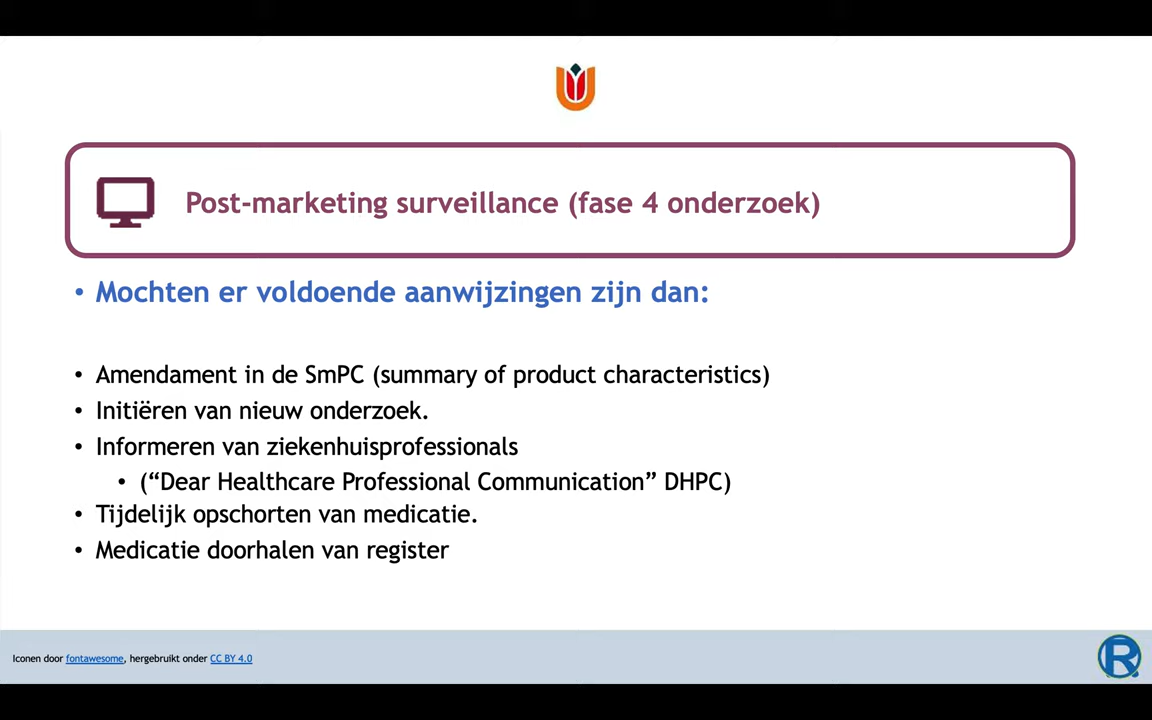 Post-marketing surveillance (fase 4 onderzoek)
• Mochten er voldoende aanwijzingen zijn dan:
• Amendament in de SmPC (summary of product characteristics)
• Initiëren van nieuw onderzoek.
• Informeren van ziekenhuisprofessionals
• (“Dear Healthcare Professional Communication” DHPC)
• Tijdelijk opschorten van medicatie.
• Medicatie doorhalen van register
Iconen door fontawesome, hergebruikt onder CC BY 4.0
R